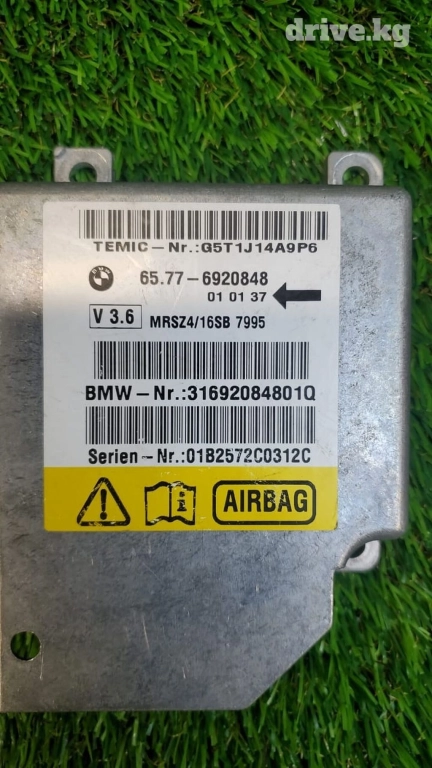 drive.kg
TEMIC-Nr.:G5T1J14A9P6
65.77-6920848
01 01 37
V 3.6 MRSZ4/16SB 7995
BMW-Nr.:31692084801Q
Serien-Nr.:01B2572C0312C
AIRBAG